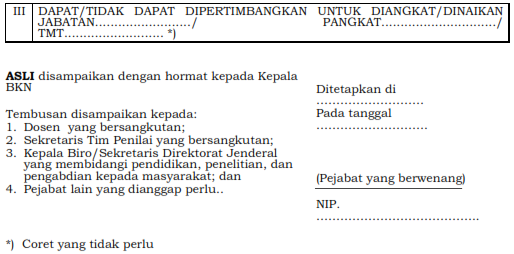 III DAPAT/TIDAK DAPAT DIPERTIMBANGKAN UNTUK DIANGKAT/DINAIKAN
JABATAN........................./ PANGKAT............................../
TMT.......................... *)
ASLI disampaikan dengan hormat kepada Kepala
BKN
Ditetapkan di
............................
Tembusan disampaikan kepada:
Pada tanggal
.............................
1. Dosen yang bersangkutan;
2. Sekretaris Tim Penilai yang bersangkutan;
3. Kepala Biro/Sekretaris Direktorat Jenderal
yang membidangi pendidikan, penelitian, dan
pengabdian kepada masyarakat; dan
4. Pejabat lain yang dianggap perlu..
(Pejabat yang berwenang)
NIP.
...........................................
*) Coret yang tidak perlu